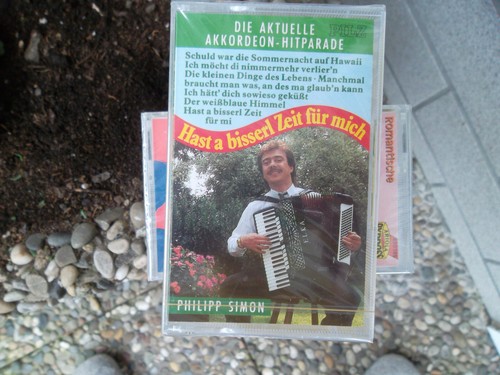 DIE AKTUELLE
AKKORDEON-HITPARADE
Schuld war die Sommernacht auf Hawaii
Ich möcht di nimmermehr verlier'n
Die kleinen Dinge des Lebens · Manchmal
braucht man was, an des ma glaub'n kann
Ich hätt' dich sowieso geküßt
Der weißblaue Himmel
Hast a bisserl Zeit
für mi
Hast a bisserl Zeit für mich
PHILIPP SIMON
Romantische